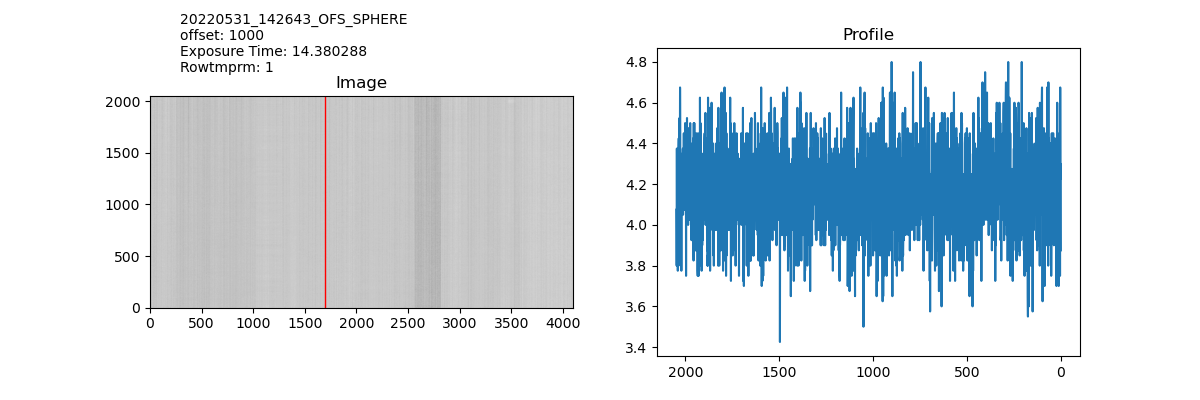 20220531_142643_OFS_SPHERE
offset: 1000
Exposure Time: 14.380288
Rowtmprm: 1
Image
2000
1500
1000
500
0
0 500 1000 1500 2000 2500 3000 3500 4000
Profile
4.8
4.6
4.4
4.2
4.0
3.8
3.6
3.4
2000 1500 1000 500 0